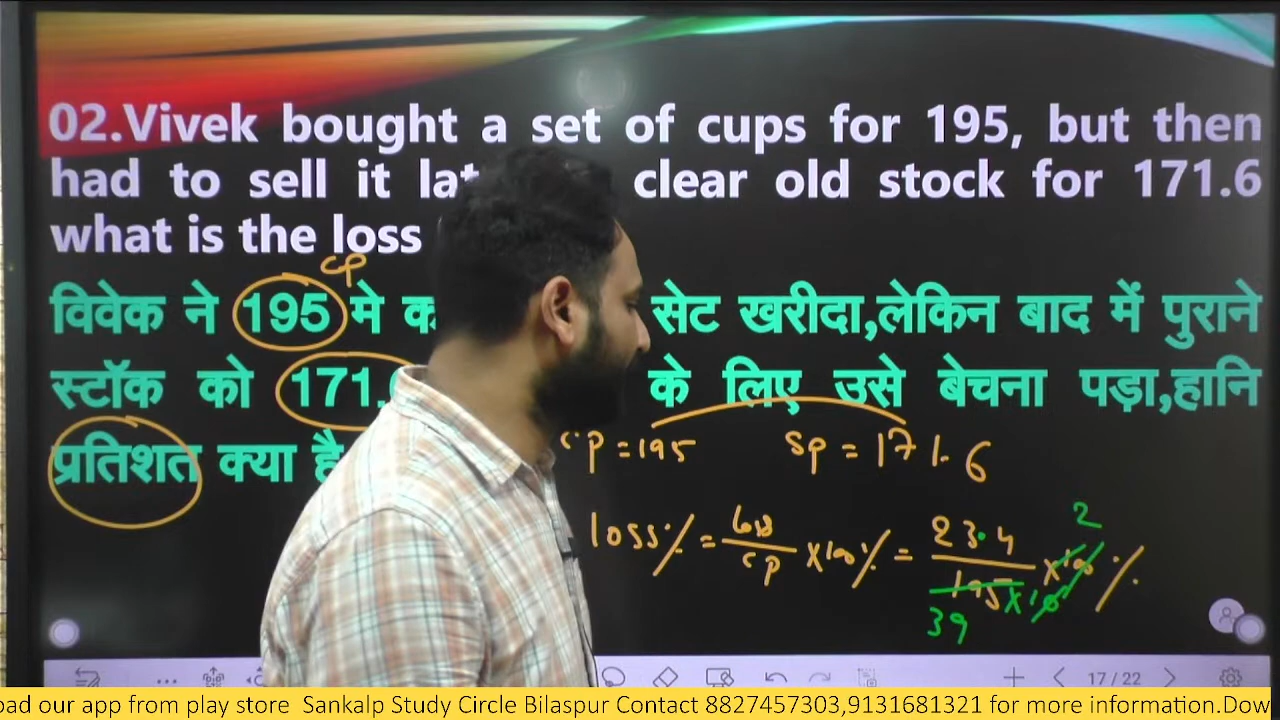 02.Vivek bought a set of cups for 195, but then
had to sell it clear old stock for 171.6
what is the loss
CP
विवेक ने 195 मे सेट खरीदा,लेकिन बाद में पुराने
स्टॉक को के लिए उसे बेचना पड़ा,हानि
प्रतिशत क्या है
CP = 195 SP = 171.6
loss% = loss/CP ×100% = 23.4/195×10 ×100%
2
39
17 / 22
oad our app from play store Sankalp Study Circle Bilaspur Contact 8827457303,9131681321 for more information.Dow